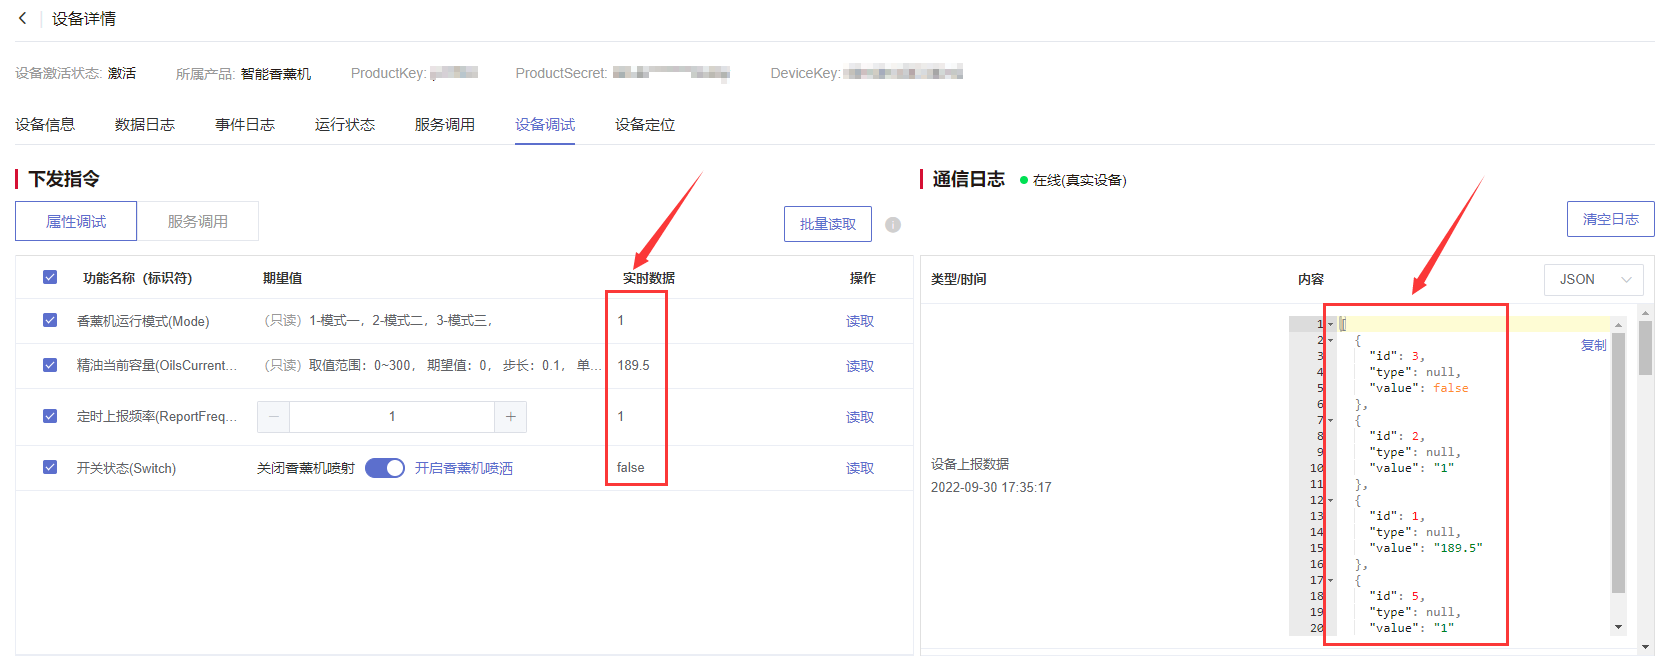 设备详情
设备激活状态: 激活 所属产品: 智能香薰机 ProductKey: ProductSecret: DeviceKey:
设备信息 数据日志 事件日志 运行状态 服务调用 设备调试 设备定位
下发指令
属性调试 服务调用 批量读取
功能名称（标识符） 期望值 实时数据 操作
香薰机运行模式(Mode) （只读）1-模式一，2-模式二，3-模式三， 1 读取
精油当前容量(OilsCurrent... （只读）取值范围：0~300， 期望值：0， 步长：0.1， 单... 189.5 读取
定时上报频率(ReportFreq... − 1 + 1 读取
开关状态(Switch) 关闭香薰机喷射 开启香薰机喷洒 false 读取
通信日志 在线(真实设备)
清空日志
类型/时间 内容 JSON
设备上报数据
2022-09-30 17:35:17
复制
1 [
2 {
3 "id": 3,
4 "type": null,
5 "value": false
6 },
7 {
8 "id": 2,
9 "type": null,
10 "value": "1"
11 },
12 {
13 "id": 1,
14 "type": null,
15 "value": "189.5"
16 },
17 {
18 "id": 5,
19 "type": null,
20 "value": "1"